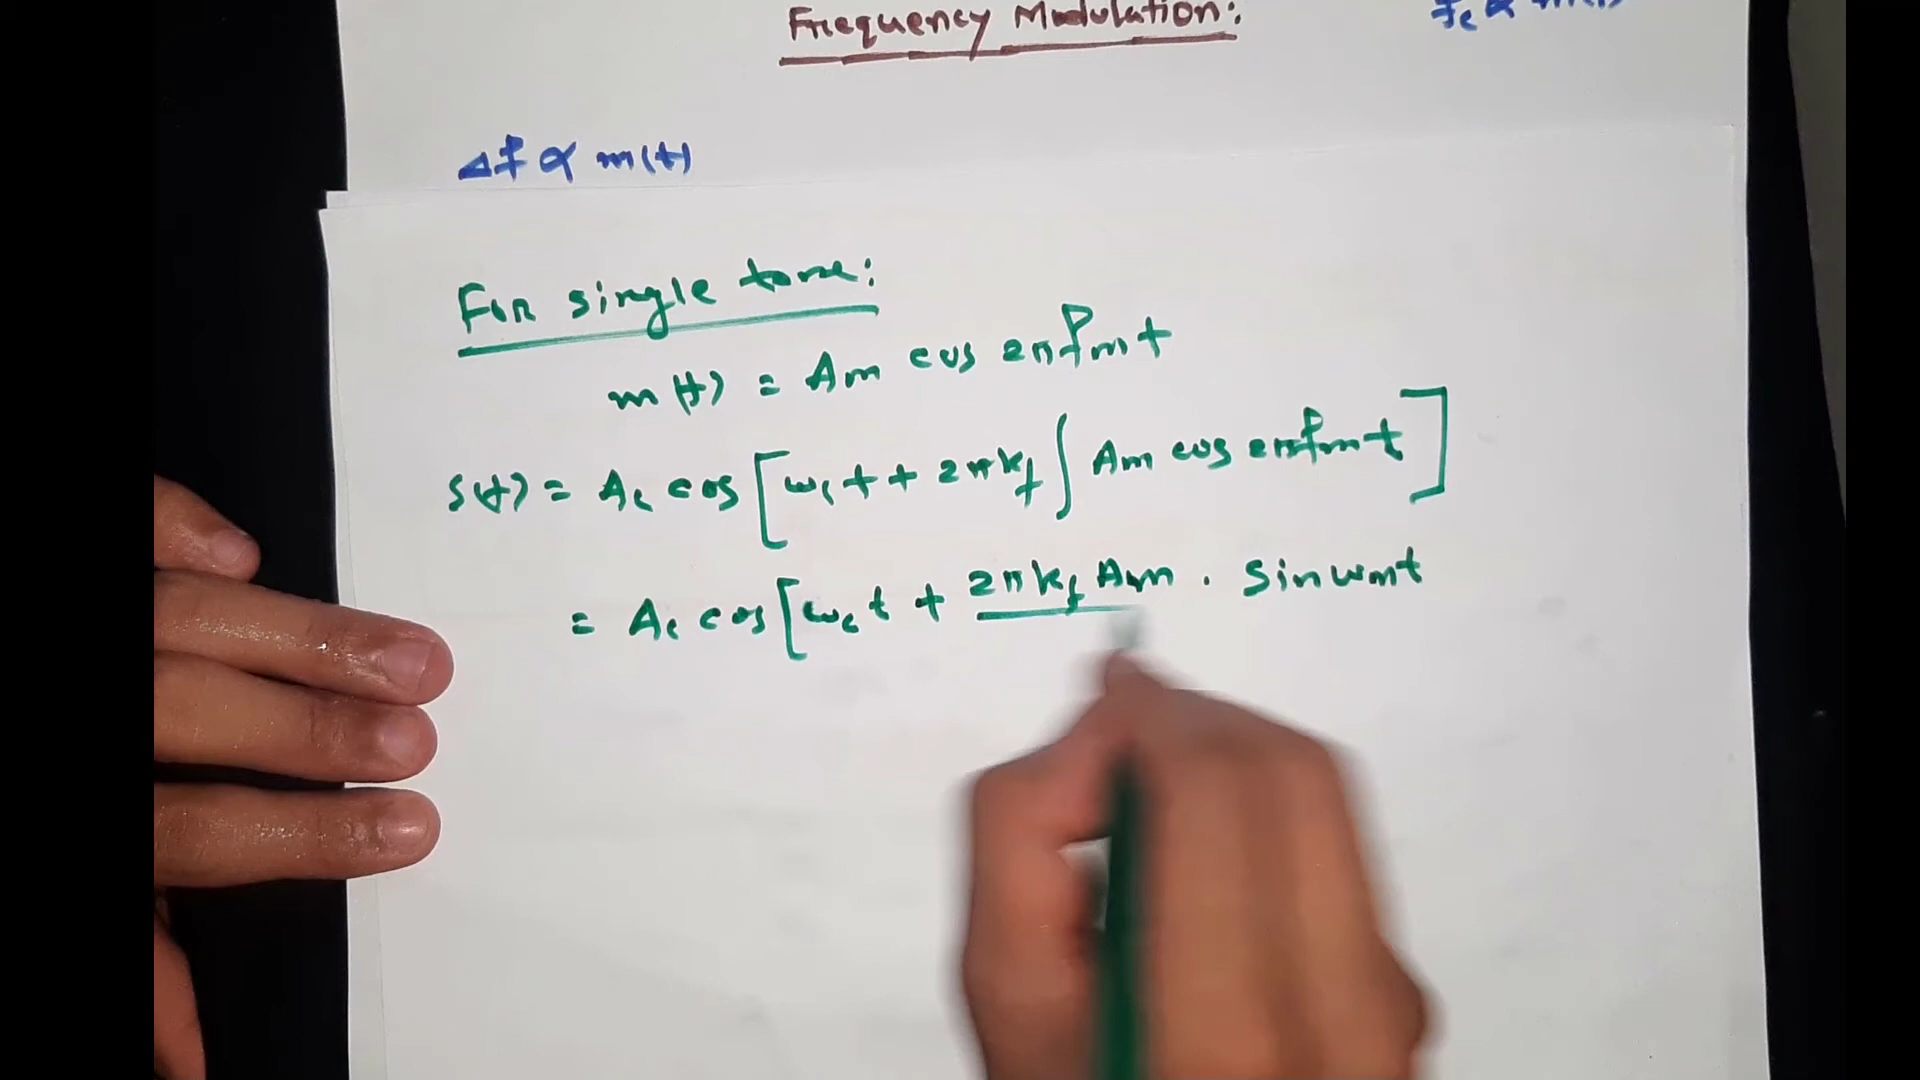 Frequency Modulation:
Δf ∝ m(t)
For single tone:
m(t) = Am cos 2πfmt
s(t) = Ac cos [ωct + 2πkf ∫ Am cos 2πfmt]
= Ac cos [ωct + 2πkf Am . sin ωmt